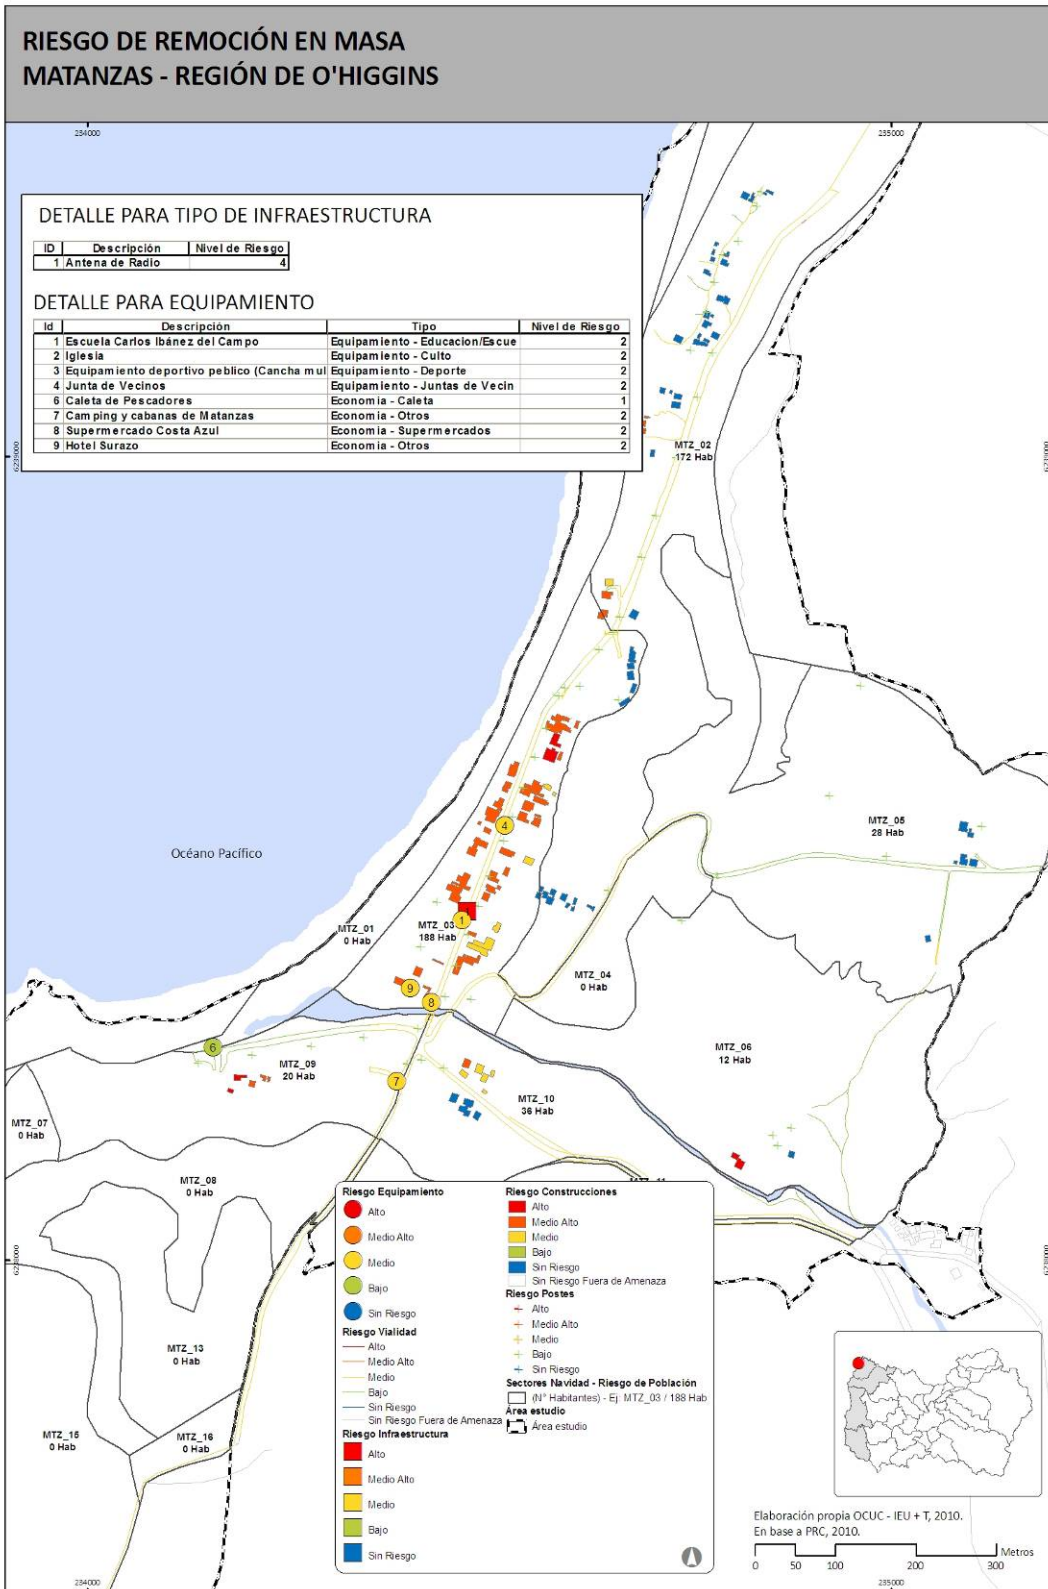 RIESGO DE REMOCIÓN EN MASA
MATANZAS - REGIÓN DE O'HIGGINS
234000
235000
DETALLE PARA TIPO DE INFRAESTRUCTURA
ID Descripción Nivel de Riesgo
1 Antena de Radio 4
DETALLE PARA EQUIPAMIENTO
Id Descripción Tipo Nivel de Riesgo
1 Escuela Carlos Ibánez del Campo Equipamiento - Educacion/Escue 2
2 Iglesia Equipamiento - Culto 2
3 Equipamiento deportivo peblico (Cancha mul Equipamiento - Deporte 2
4 Junta de Vecinos Equipamiento - Juntas de Vecin 2
6 Caleta de Pescadores Economia - Caleta 1
7 Camping y cabanas de Matanzas Economia - Otros 2
8 Supermercado Costa Azul Economia - Supermercados 2
9 Hotel Surazo Economia - Otros 2
6239000
MTZ_02
172 Hab
MTZ_05
28 Hab
4
Océano Pacífico
1
MTZ_01
0 Hab
MTZ_03
188 Hab
MTZ_04
0 Hab
9
8
6
MTZ_06
12 Hab
MTZ_09
20 Hab
7
MTZ_10
36 Hab
MTZ_07
0 Hab
MTZ_08
0 Hab
6238000
MTZ_13
0 Hab
MTZ_15
0 Hab
MTZ_16
0 Hab
Riesgo Equipamiento
Alto
Medio Alto
Medio
Bajo
Sin Riesgo
Riesgo Vialidad
Alto
Medio Alto
Medio
Bajo
Sin Riesgo
Sin Riesgo Fuera de Amenaza
Riesgo Infraestructura
Alto
Medio Alto
Medio
Bajo
Sin Riesgo
Riesgo Construcciones
Alto
Medio Alto
Medio
Bajo
Sin Riesgo
Sin Riesgo Fuera de Amenaza
Riesgo Postes
Alto
Medio Alto
Medio
Bajo
Sin Riesgo
Sectores Navidad - Riesgo de Población
(N° Habitantes) - Ej: MTZ_03 / 188 Hab
Área estudio
Área estudio
Elaboración propia OCUC - IEU + T, 2010.
En base a PRC, 2010.
Metros
0 50 100 200 300
234000
235000